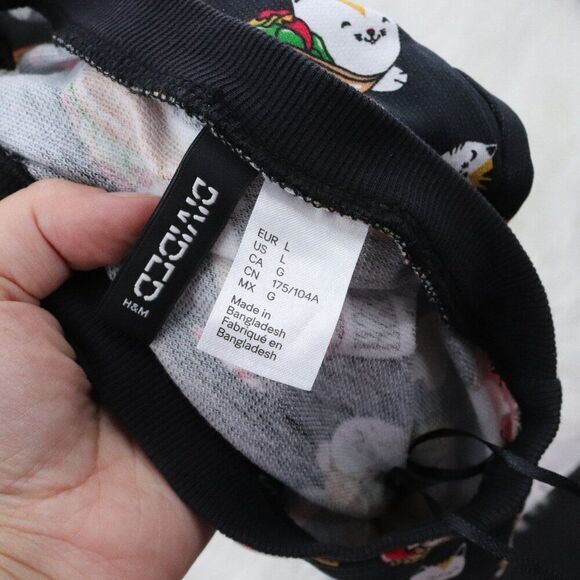 DIVIDED
H&M
EUR L
US L
CA G
CN 175/104A
MX G
Made in
Bangladesh
Fabriqué en
Bangladesh